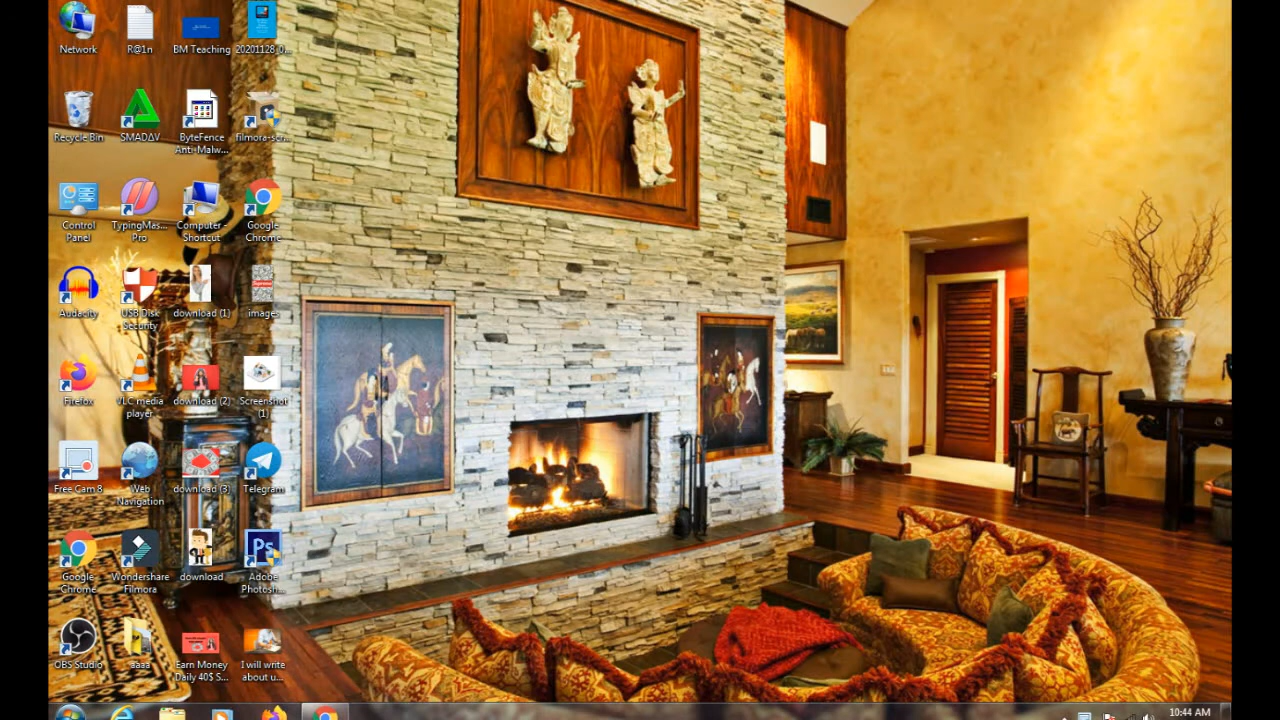 Network
R@1n
BM Teaching
20201128_0...
Recycle Bin
SMADΔV
ByteFence
Anti-Malw...
filmora-scr...
Control
Panel
TypingMas...
Pro
Computer -
Shortcut
Google
Chrome
Audacity
USB Disk
Security
download (1)
images
Supreme
Firefox
VLC media
player
download (2)
Screenshot
(1)
Free Cam 8
Web
Navigation
download (3)
Telegram
Google
Chrome
Wondershare
Filmora
download
Ps
Adobe
Photosh...
OBS Studio
aaaa
Earn Money
Daily 40$ S...
I will write
about u...
10:44 AM